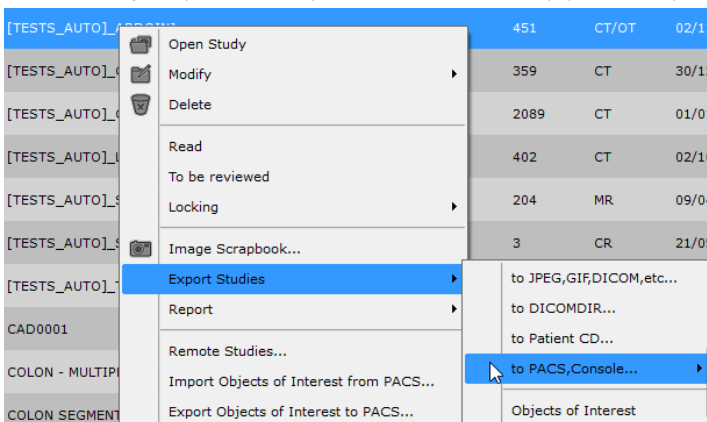 451 CT/OT 02/1
Open Study
[TESTS_AUTO]_ Modify 359 CT 30/1
Delete
[TESTS_AUTO]_ 2089 CT 01/0
Read
[TESTS_AUTO]_ 402 CT 02/1
To be reviewed
[TESTS_AUTO]_S Locking 204 MR 09/0
[TESTS_AUTO]_S Image Scrapbook... 3 CR 21/0
[TESTS_AUTO]_ Export Studies to JPEG,GIF,DICOM,etc...
Report to DICOMDIR...
CAD0001 to Patient CD...
Remote Studies...
COLON - MULTIPL Import Objects of Interest from PACS... to PACS,Console...
COLON SEGMENT Export Objects of Interest to PACS... Objects of Interest